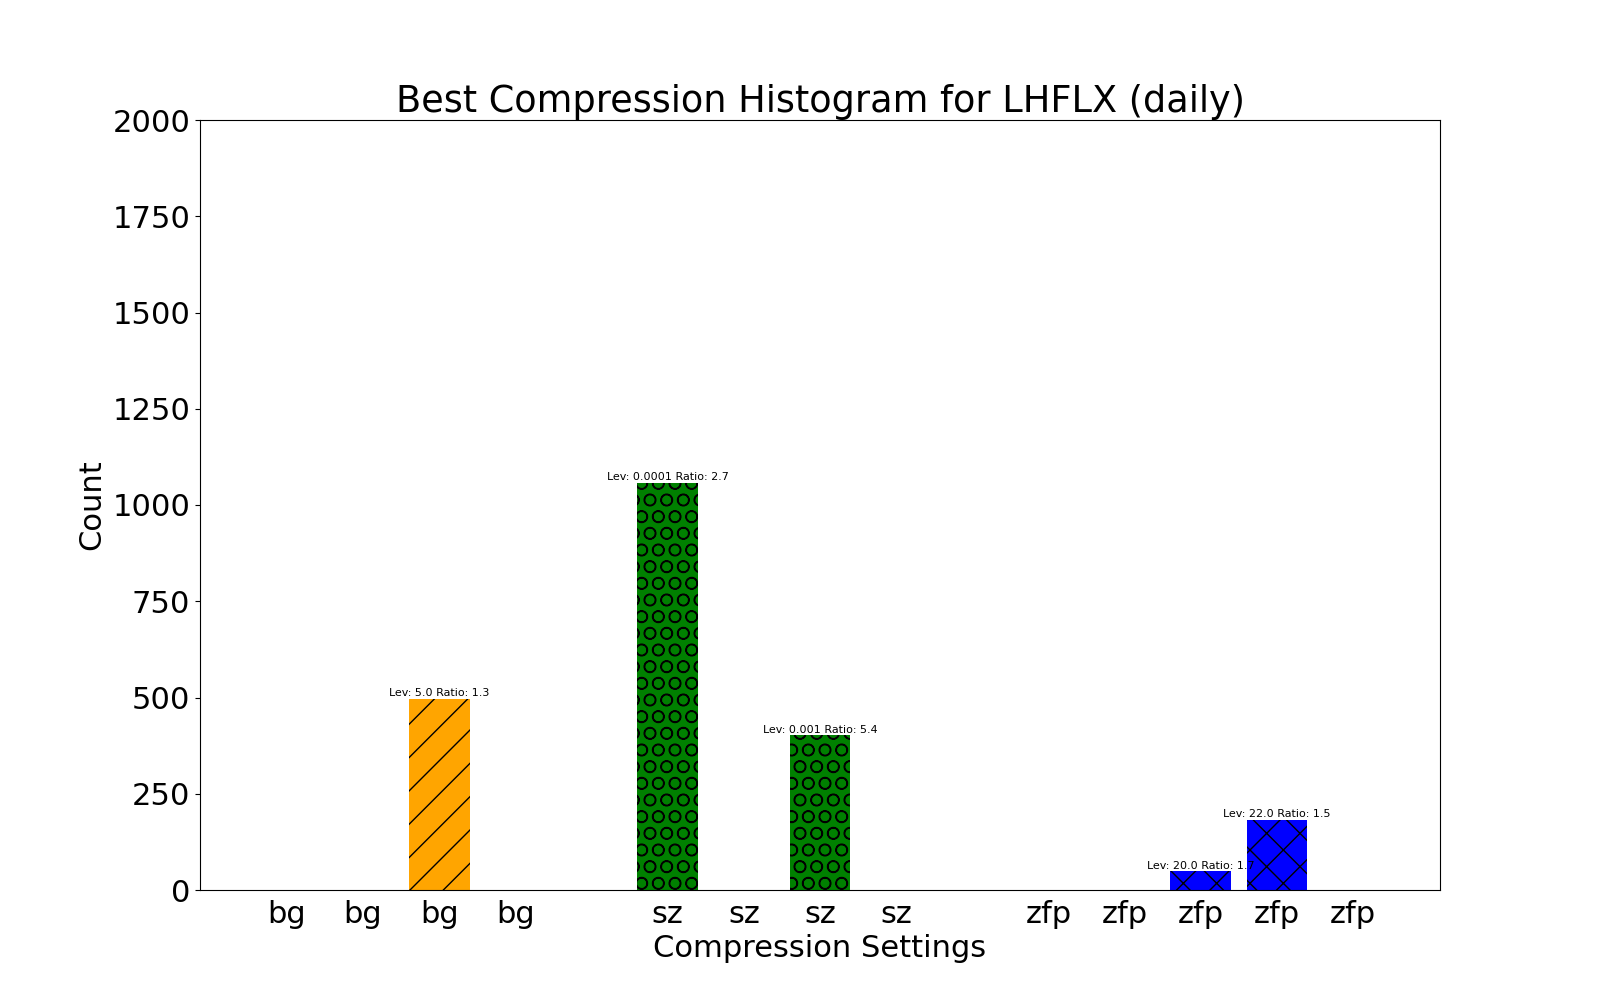 Best Compression Histogram for LHFLX (daily)
2000
1750
1500
1250
1000
750
500
250
0
Count
Lev: 5.0 Ratio: 1.3
Lev: 0.0001 Ratio: 2.7
Lev: 0.001 Ratio: 5.4
Lev: 20.0 Ratio:
Lev: 22.0 Ratio: 1.5
bg bg bg bg sz sz sz sz zfp zfp zfp zfp zfp
Compression Settings